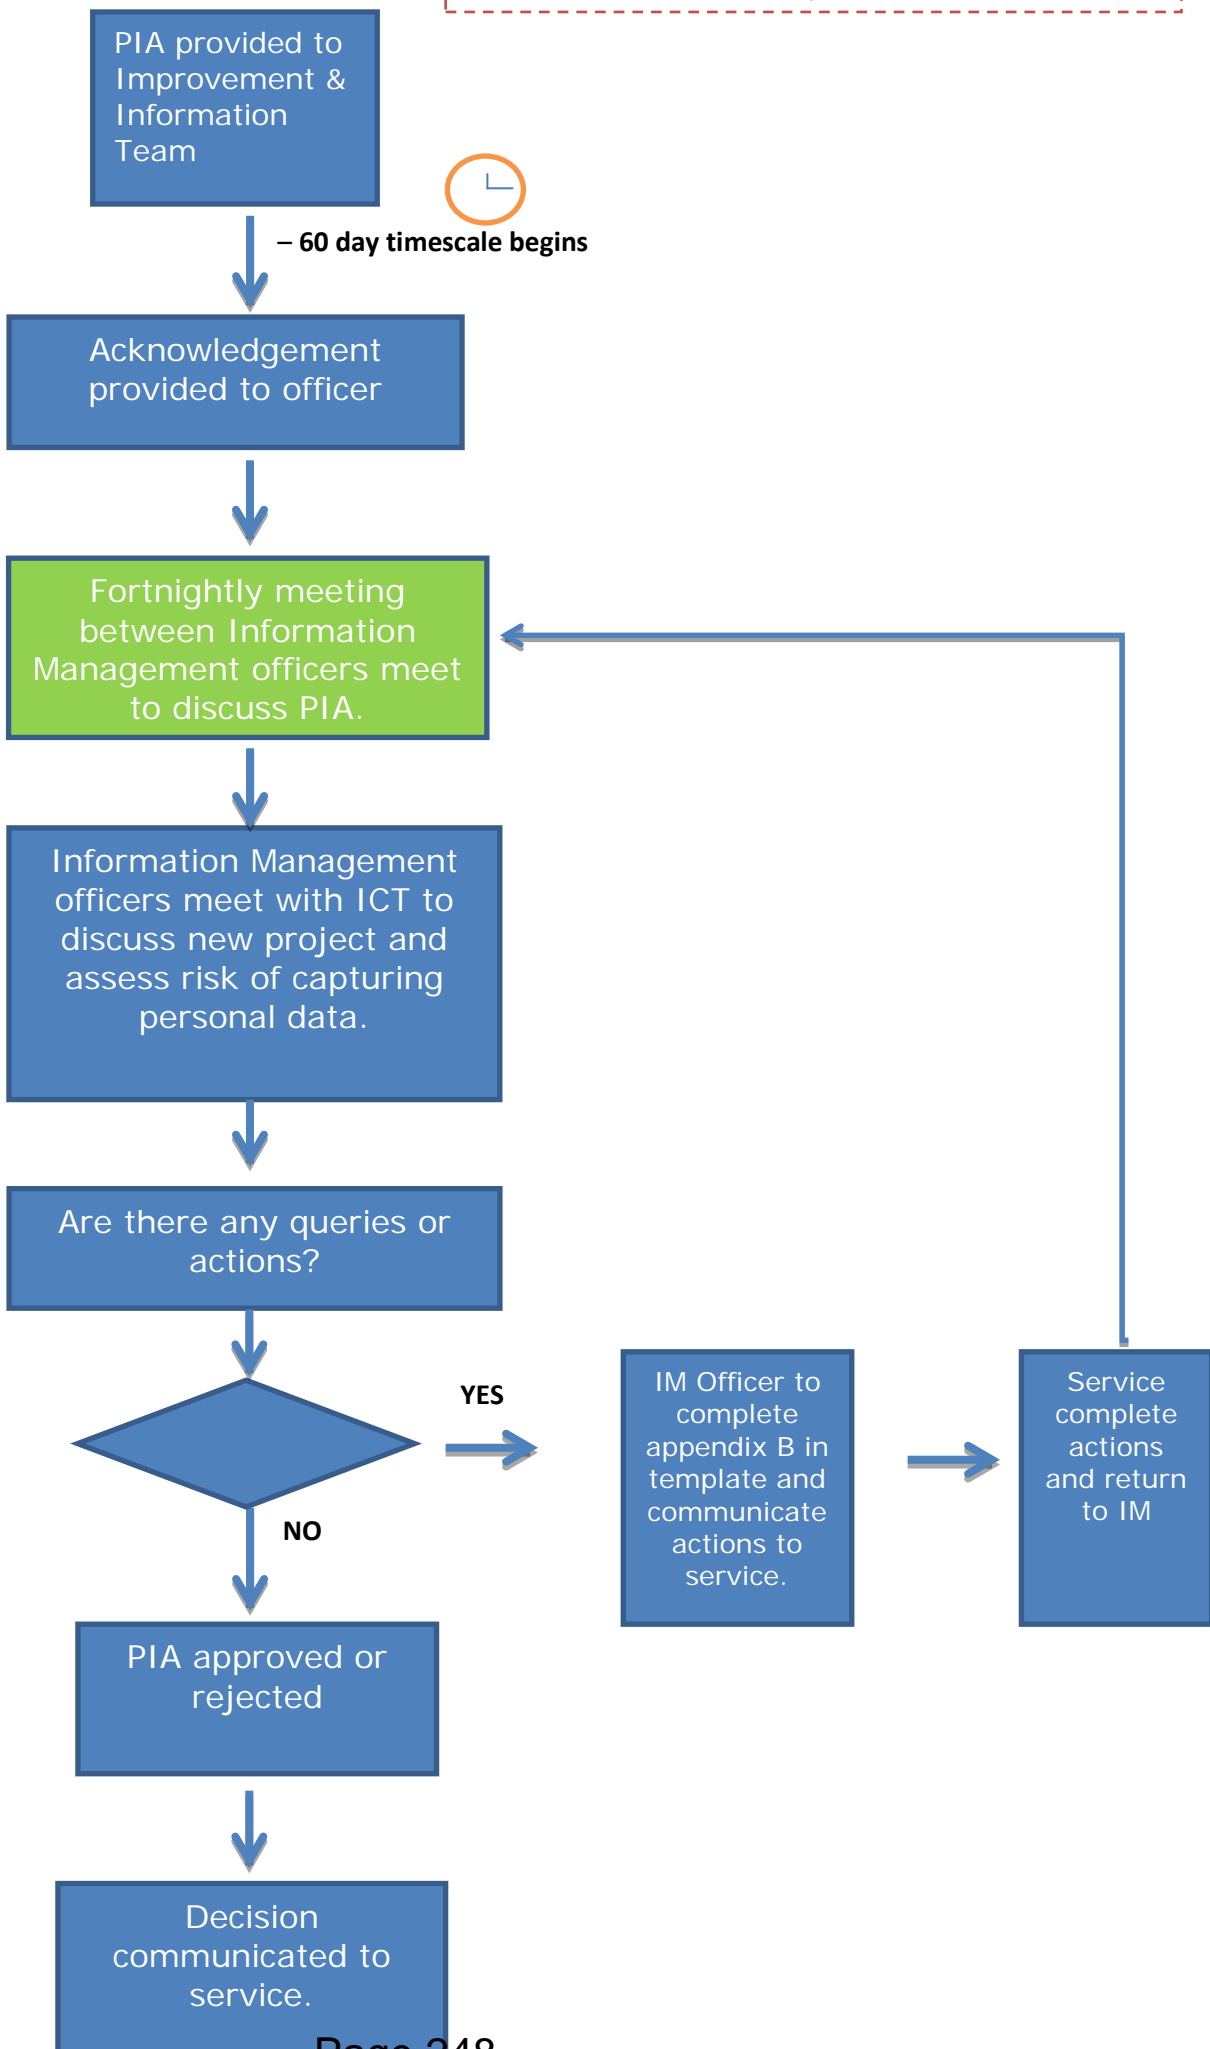 PIA provided to
Improvement &
Information
Team
– 60 day timescale begins
Acknowledgement
provided to officer
Fortnightly meeting
between Information
Management officers meet
to discuss PIA.
Information Management
officers meet with ICT to
discuss new project and
assess risk of capturing
personal data.
Are there any queries or
actions?
YES
IM Officer to
complete
appendix B in
template and
communicate
actions to
service.
Service
complete
actions
and return
to IM
NO
PIA approved or
rejected
Decision
communicated to
service.
Page 248